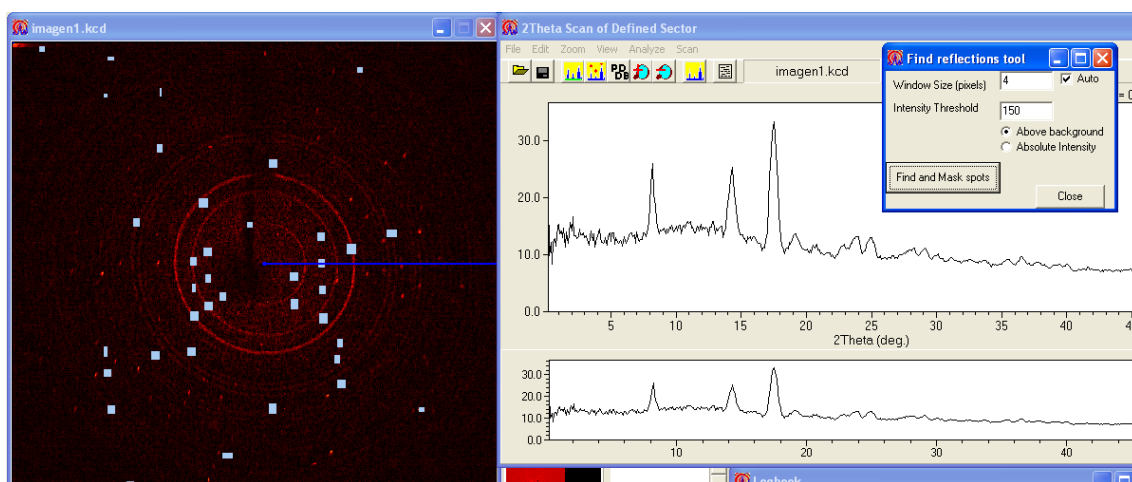 imagen1.kcd
2Theta Scan of Defined Sector
File Edit Zoom View Analyze Scan
PD DB
imagen1.kcd
Find reflections tool
Window Size (pixels) 4 Auto
Intensity Threshold 150
Above background
Absolute Intensity
Find and Mask spots
Close
30.0
20.0
10.0
0.0
5 10 15 20 25 30 35 40
2Theta (deg.)
30.0
20.0
10.0
0.0
10 20 30 40
Logbook